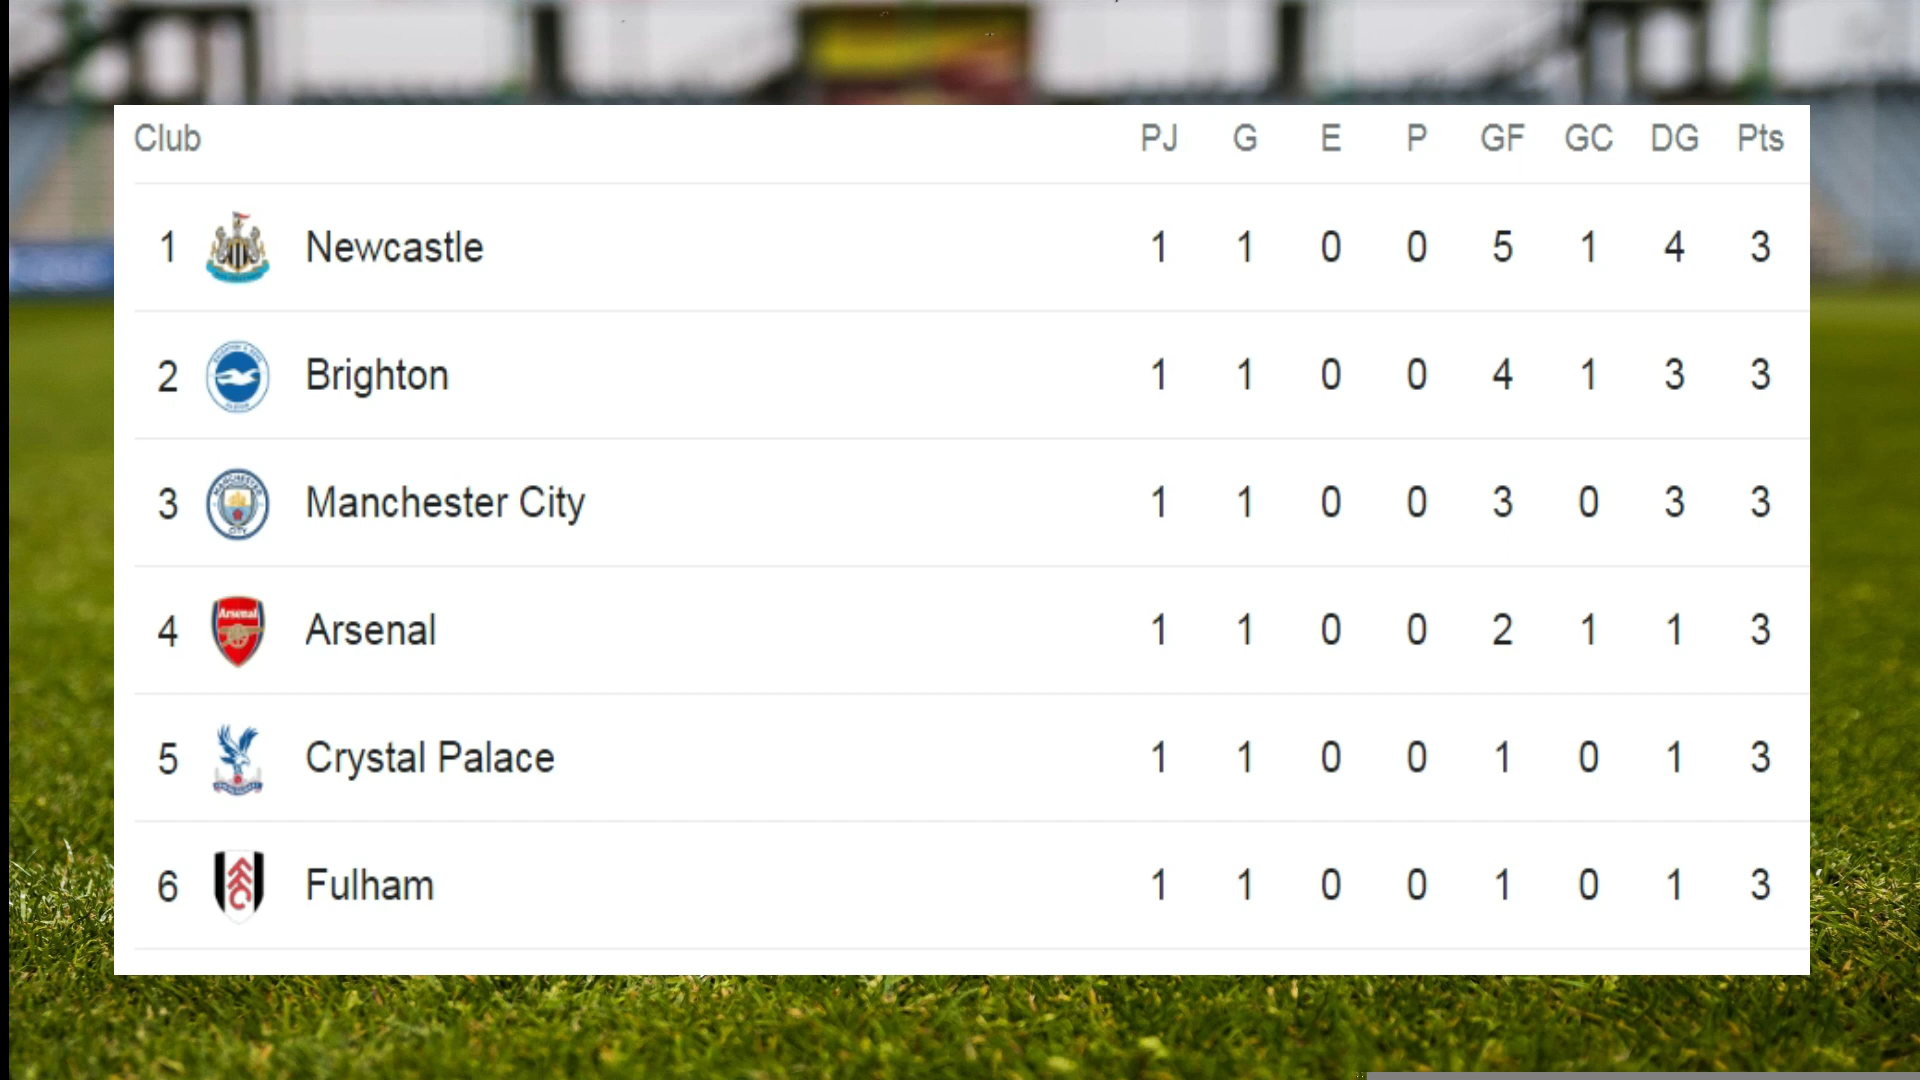 Club PJ G E P GF GC DG Pts
1 Newcastle 1 1 0 0 5 1 4 3
2 Brighton 1 1 0 0 4 1 3 3
3 Manchester City 1 1 0 0 3 0 3 3
4 Arsenal 1 1 0 0 2 1 1 3
5 Crystal Palace 1 1 0 0 1 0 1 3
6 Fulham 1 1 0 0 1 0 1 3